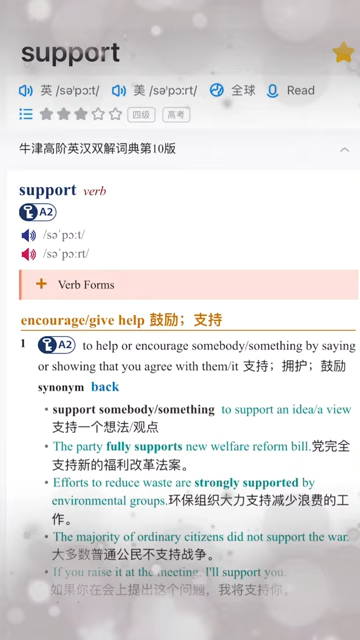 support
英 /səˈpɔːt/ 美 /səˈpɔːrt/ 全球 Read
四级 高考
牛津高阶英汉双解词典第10版
support verb
A2
/səˈpɔːt/
/səˈpɔːrt/
+ Verb Forms
encourage/give help 鼓励；支持
1 A2 to help or encourage somebody/something by saying
or showing that you agree with them/it 支持；拥护；鼓励
synonym back
• support somebody/something to support an idea/a view
支持一个想法/观点
• The party fully supports new welfare reform bill.党完全
支持新的福利改革法案。
• Efforts to reduce waste are strongly supported by
environmental groups.环保组织大力支持减少浪费的工
作。
• The majority of ordinary citizens did not support the war.
大多数普通公民不支持战争。
• If you raise it at the meeting, I'll support you.
如果你在会上提出这个问题，我将支持你。